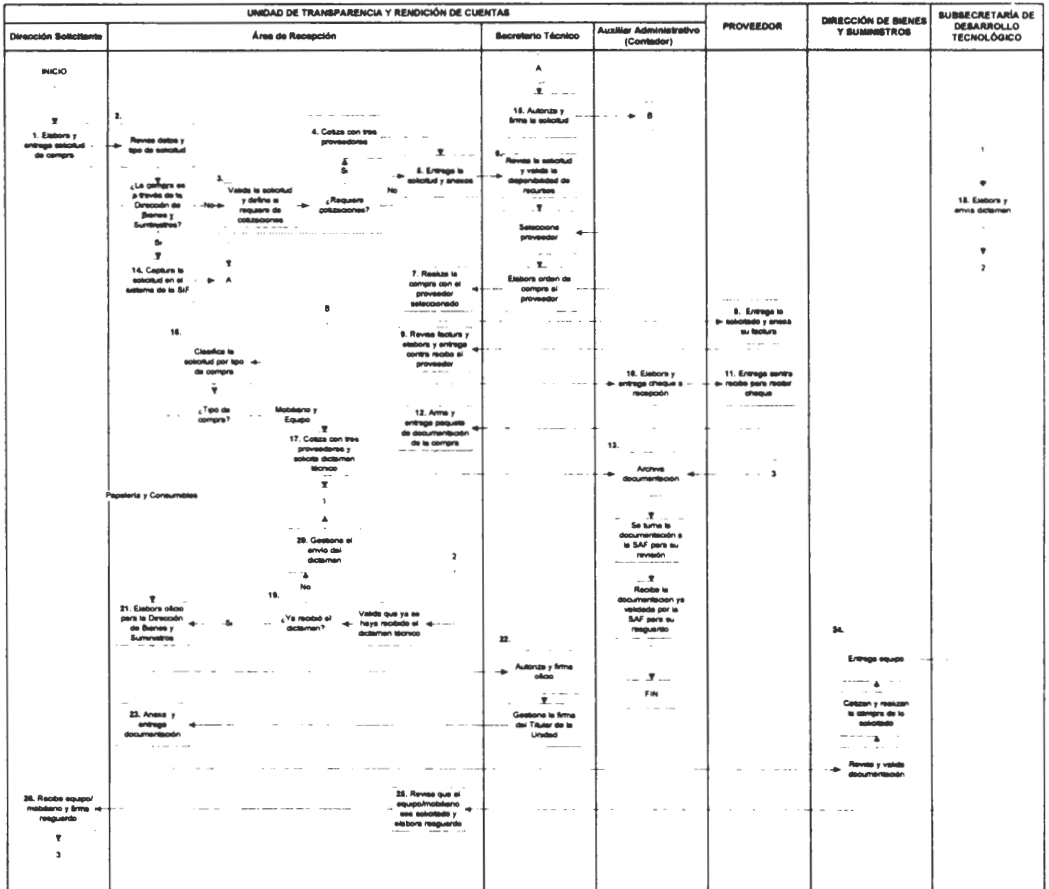 UNIDAD DE TRANSPARENCIA Y RENDICIÓN DE CUENTAS
PROVEEDOR
DIRECCIÓN DE BIENES
Y SUMINISTROS
SUBSECRETARÍA DE
DESARROLLO
TECNOLÓGICO
Dirección Solicitante
Área de Recepción
Secretario Técnico
Auxiliar Administrativo
(Contador)
INICIO
1. Elabora y
entrega solicitud
de compra
2.
Revisa datos y
tipo de solicitud
¿La compra es
a través de la
Dirección de
Bienes y
Suministros?
No
Si
3.
Valida la solicitud
y define si
requiere de
cotizaciones
¿Requiere
cotizaciones?
Si
No
4. Cotiza con tres
proveedores
5. Entrega la
solicitud y anexos
6.
Revisa la solicitud
y valida la
disponibilidad de
recursos
Selecciona
proveedor
Elabora orden de
compra al
proveedor
7. Realiza la
compra con el
proveedor
seleccionado
8. Entrega lo
solicitado y anexa
su factura
9. Revisa factura y
elabora y entrega
contra recibo al
proveedor
10. Elabora y
entrega cheque a
recepción
11. Entrega contra
recibo para recibir
cheque
12. Arma y
entrega paquete
de documentación
de la compra
13.
Archiva
documentación
3
Se turna la
documentación a
la SAF para su
revisión
Recibe la
documentación ya
validada por la
SAF para su
resguardo
FIN
14. Captura la
solicitud en el
sistema de la SIF
A
A
15. Autoriza y
firma la solicitud
B
B
16.
Clasifica la
solicitud por tipo
de compra
¿Tipo de
compra?
Mobiliario y
Equipo
Papelería y Consumibles
17. Cotiza con tres
proveedores y
solicita dictamen
técnico
1
1
18. Elabora y
envía dictamen
2
2
19.
Valida que ya se
haya recibido el
dictamen técnico
¿Ya recibió el
dictamen?
No
Si
20. Gestiona el
envío del
dictamen
21. Elabora oficio
para la Dirección
de Bienes y
Suministros
22.
Autoriza y firma
oficio
Gestiona la firma
del Titular de la
Unidad
23. Anexa y
entrega
documentación
24.
Entrega equipo
Cotizan y realizan
la compra de lo
solicitado
Revisa y valida
documentación
25. Revisa que el
equipo/mobiliario
sea solicitado y
elabora resguardo
26. Recibe equipo/
mobiliario y firma
resguardo
3